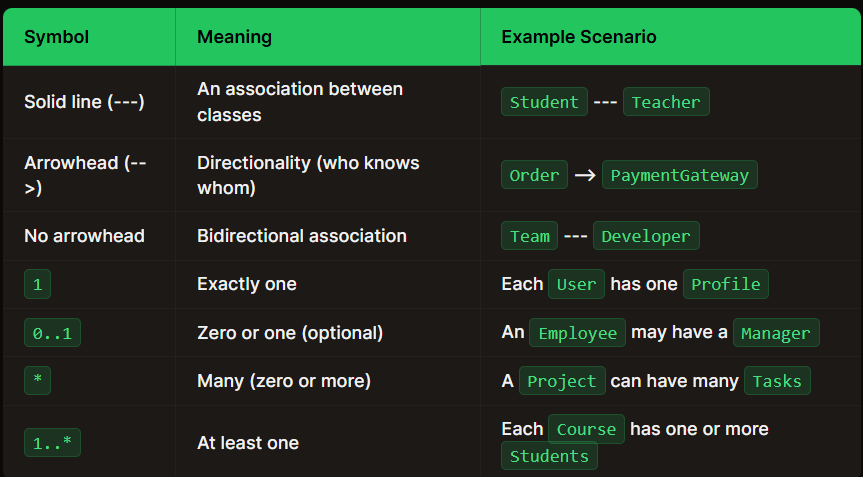 Symbol Meaning Example Scenario
Solid line (---) An association between classes Student --- Teacher
Arrowhead (-->) Directionality (who knows whom) Order → PaymentGateway
No arrowhead Bidirectional association Team --- Developer
1 Exactly one Each User has one Profile
0..1 Zero or one (optional) An Employee may have a Manager
* Many (zero or more) A Project can have many Tasks
1..* At least one Each Course has one or more Students